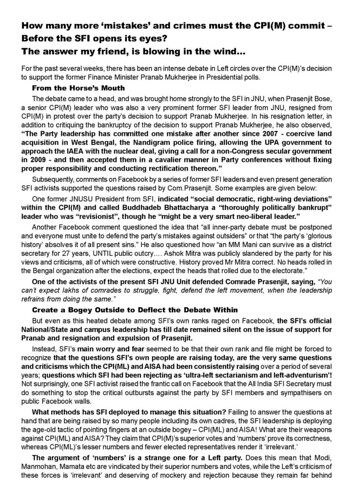 How many more ‘mistakes’ and crimes must the CPI(M) commit –
Before the SFI opens its eyes?
The answer my friend, is blowing in the wind...
For the past several weeks, there has been an intense debate in Left circles over the CPI(M)’s decision
to support the former Finance Minister Pranab Mukherjee in Presidential polls.
From the Horse’s Mouth
The debate came to a head, and was brought home strongly to the SFI in JNU, when Prasenjit Bose,
a senior CPI(M) leader who was also a very prominent former SFI leader from JNU, resigned from
CPI(M) in protest over the party’s decision to support Pranab Mukherjee. In his resignation letter, in
addition to critiquing the bankruptcy of the decision to support Pranab Mukherjee, he also observed,
“The Party leadership has committed one mistake after another since 2007 - coercive land
acquisition in West Bengal, the Nandigram police firing, allowing the UPA government to
approach the IAEA with the nuclear deal, giving a call for a non-Congress secular government
in 2009 - and then accepted them in a cavalier manner in Party conferences without fixing
proper responsibility and conducting rectification thereon.”
Subsequently, comments on Facebook by a series of former SFI leaders and even present generation
SFI activists supported the questions raised by Com.Prasenjit. Some examples are given below:
One former JNUSU President from SFI, indicated “social democratic, right-wing deviations”
within the CPI(M) and called Buddhadeb Bhattacharya a “thoroughly politically bankrupt”
leader who was “revisionist”, though he “might be a very smart neo-liberal leader.”
Another Facebook comment questioned the idea that “all inner-party debate must be postponed
and everyone must unite to defend the party’s mistakes against outsiders” or that “the party’s ‘glorious
history’ absolves it of all present sins.” He also questioned how “an MM Mani can survive as a district
secretary for 27 years, UNTIL public outcry.... Ashok Mitra was publicly slandered by the party for his
views and criticisms, all of which were constructive. History proved Mr Mitra correct. No heads rolled in
the Bengal organization after the elections, expect the heads that rolled due to the electorate.”
One of the activists of the present SFI JNU Unit defended Comrade Prasenjit, saying, “You
can’t expect lakhs of comrades to struggle, fight, defend the left movement, when the leadership
refrains from doing the same.”
Create a Bogey Outside to Deflect the Debate Within
But even as this heated debate among SFI’s own ranks raged on Facebook, the SFI’s official
National/State and campus leadership has till date remained silent on the issue of support for
Pranab and resignation and expulsion of Prasenjit.
Instead, SFI’s main worry and fear seemed to be that their own rank and file might be forced to
recognize that the questions SFI’s own people are raising today, are the very same questions
and criticisms which the CPI(ML) and AISA have been consistently raising over a period of several
years; questions which SFI had been rejecting as ‘ultra-left sectarianism and left-adventurism’!
Not surprisingly, one SFI activist raised the frantic call on Facebook that the All India SFI Secretary must
do something to stop the critical outbursts against the party by SFI members and sympathisers on
public Facebook walls.
What methods has SFI deployed to manage this situation? Failing to answer the questions at
hand that are being raised by so many people including its own cadres, the SFI leadership is deploying
the age-old tactic of pointing fingers at an outside bogey – CPI(ML) and AISA! What are their weapons
against CPI(ML) and AISA? They claim that CPI(M)’s superior votes and ‘numbers’ prove its correctness,
whereas CPI(ML)’s lesser numbers and fewer elected representatives render it ‘irrelevant.’
The argument of ‘numbers’ is a strange one for a Left party. Does this mean that Modi,
Manmohan, Mamata etc are vindicated by their superior numbers and votes, while the Left’s criticism of
these forces is ‘irrelevant’ and deserving of mockery and rejection because they remain far behind